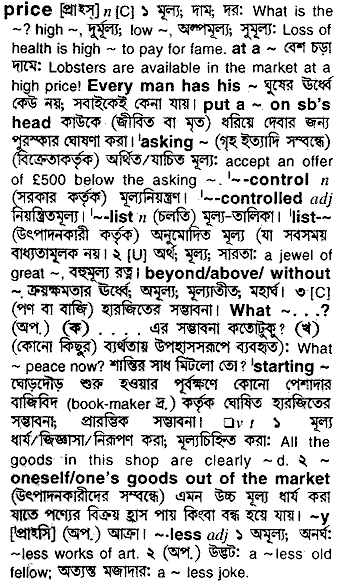 price [প্রাইস্] n [C] ১ মূল্য; দাম; দর: What is the
~? high ~, দুর্মূল্য; low ~, অল্পমূল্য; সুমূল্য: Loss of
health is high ~ to pay for fame. at a ~ বেশ চড়া
দামে: Lobsters are available in the market at a
high price! Every man has his ~ ঘুষের ঊর্ধ্বে
কেউ নয়; সবাইকেই কেনা যায়। put a ~ on sb's
head কাউকে (জীবিত বা মৃত) ধরিয়ে দেবার জন্য
পুরস্কার ঘোষণা করা। ˈasking ~ (গৃহ ইত্যাদি সম্বন্ধে)
(বিক্রেতাকর্তৃক) অর্থিত/যাচিত মূল্য: accept an offer
of £500 below the asking ~. ˈ~-control n
(সরকার কর্তৃক) মূল্যনিয়ন্ত্রণ। ˈ~-controlled adj
নিয়ন্ত্রিতমূল্য। ˈ~-list n (চলতি) মূল্য-তালিকা। ˈlist-~
(উৎপাদনকারী কর্তৃক) অনুমোদিত মূল্য (যা সবসময়
বাধ্যতামূলক নয়)। ২ [U] অর্থ; মূল্য; সারতা: a jewel of
great ~, বহুমূল্য রত্ন। beyond/above/ without
~ ক্রয়ক্ষমতার ঊর্ধ্বে; অমূল্য; মূল্যাতীত; মহার্ঘ। ৩ [C]
(পণ বা বাজি) হারজিতের সম্ভাবনা। What ~. . .?
(অপ.) (ক) . . . . এর সম্ভাবনা কতোটুকু? (খ)
(কোনো কিছুর) ব্যর্থতায় উপহাসসরূপে ব্যবহৃত): What
~ peace now? শান্তির সাধ মিটলো তো? ˈstarting ~
ঘোড়দৌড় শুরু হওয়ার পূর্বক্ষণে কোনো পেশাদার
বাজিবিদ (book-maker দ্র.) কর্তৃক ঘোষিত হারজিতের
সম্ভাবনা; প্রারম্ভিক সম্ভাবনা। □v t ১ মূল্য
ধার্য/জিজ্ঞাসা/নিরূপণ করা; মূল্যচিহ্নিত করা: All the
goods in this shop are clearly ~ d. ২ ~
oneself/one's goods out of the market
(উৎপাদনকারীদের সম্বন্ধে) এমন উচ্চ মূল্য ধার্য করা
যাতে পণ্যের বিক্রয় হ্রাস পায় কিংবা বন্ধ হয়ে যায়। ~y
[প্রাইসি] (অপ.) আক্রা। ~-less adj ১ অমূল্য; অনর্ঘ:
~less works of art. ২ (অপ.) উদ্ভট: a ~less old
fellow; অত্যন্ত মজাদার: a ~ less joke.